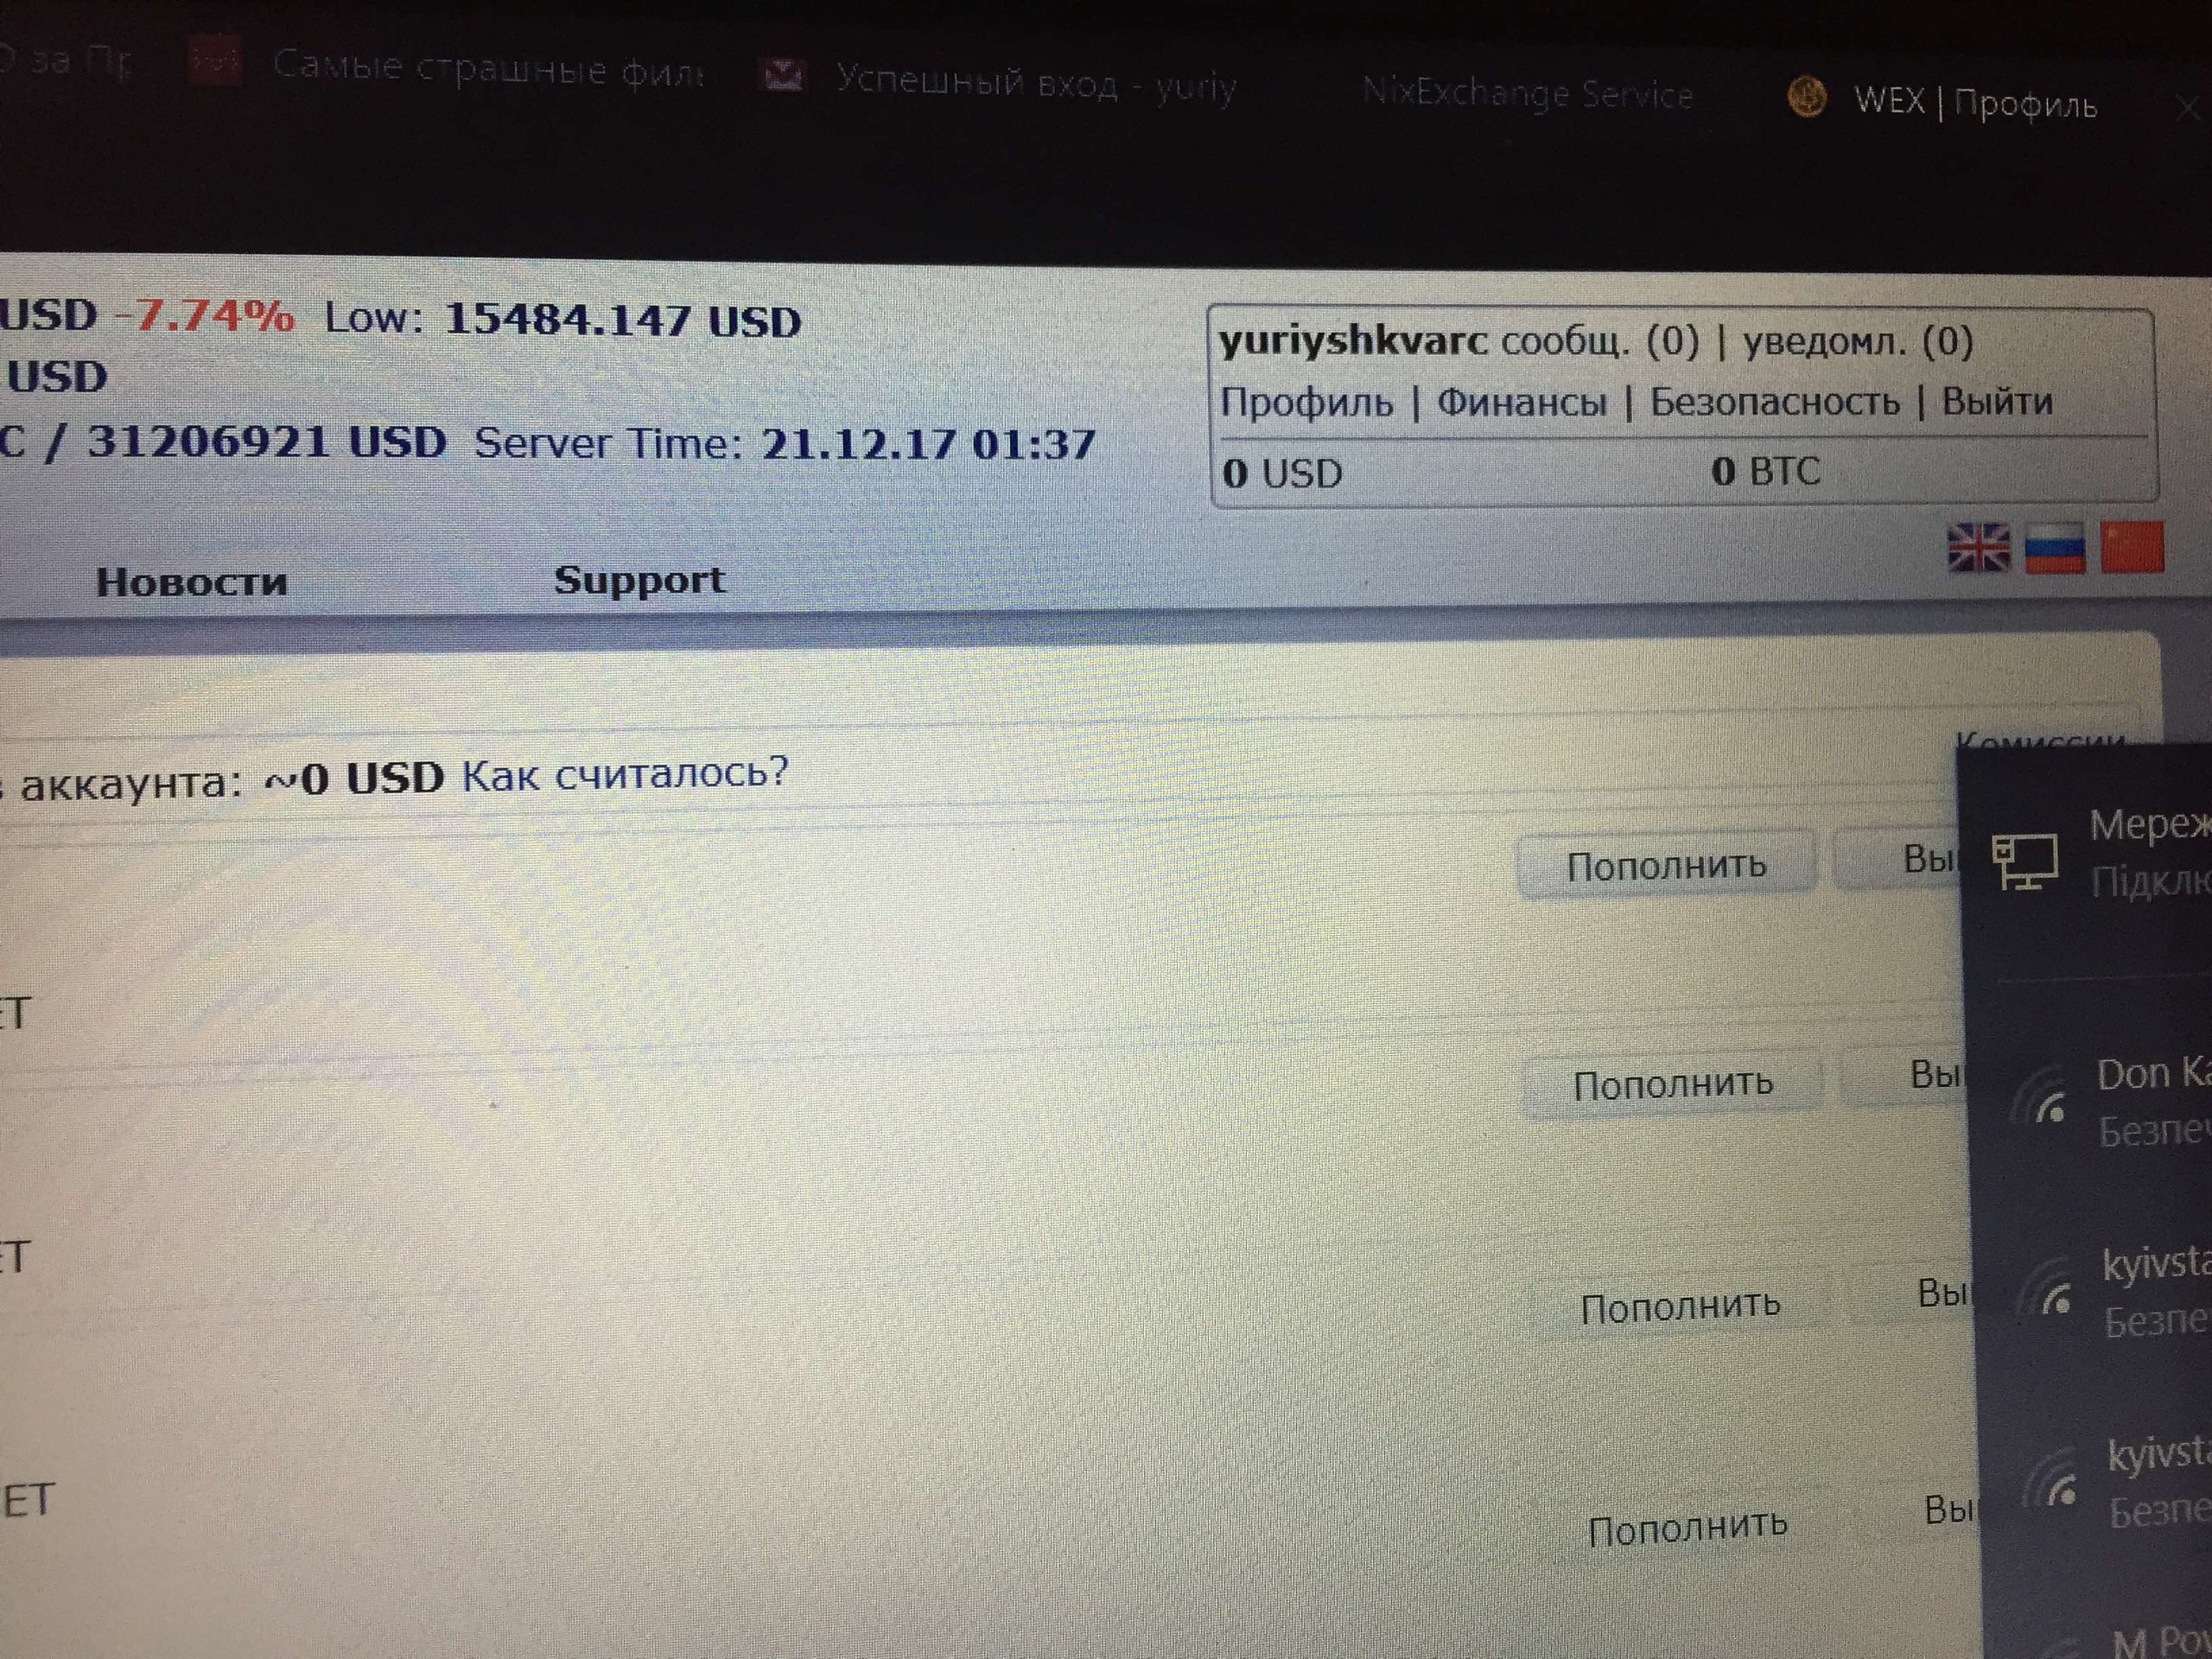 за
Самые страшные
Успешный вход - yuriy
NixExchange Service
WEX | Профиль
USD -7.74% Low: 15484.147 USD
USD
C / 31206921 USD Server Time: 21.12.17 01:37
yuriyshkvarc сообщ. (0) | уведомл. (0)
Профиль | Финансы | Безопасность | Выйти
0 USD 0 BTC
Новости Support
Комиссии
аккаунта: ~0 USD Как считалось?
Пополнить Вы
ET
Пополнить Вы
ET
Пополнить Вы
ET
Пополнить Вы
Мереж
Підклю
Don Ka
Безпе
kyivsta
Безпе
kyivsta
Безпе
M Pov